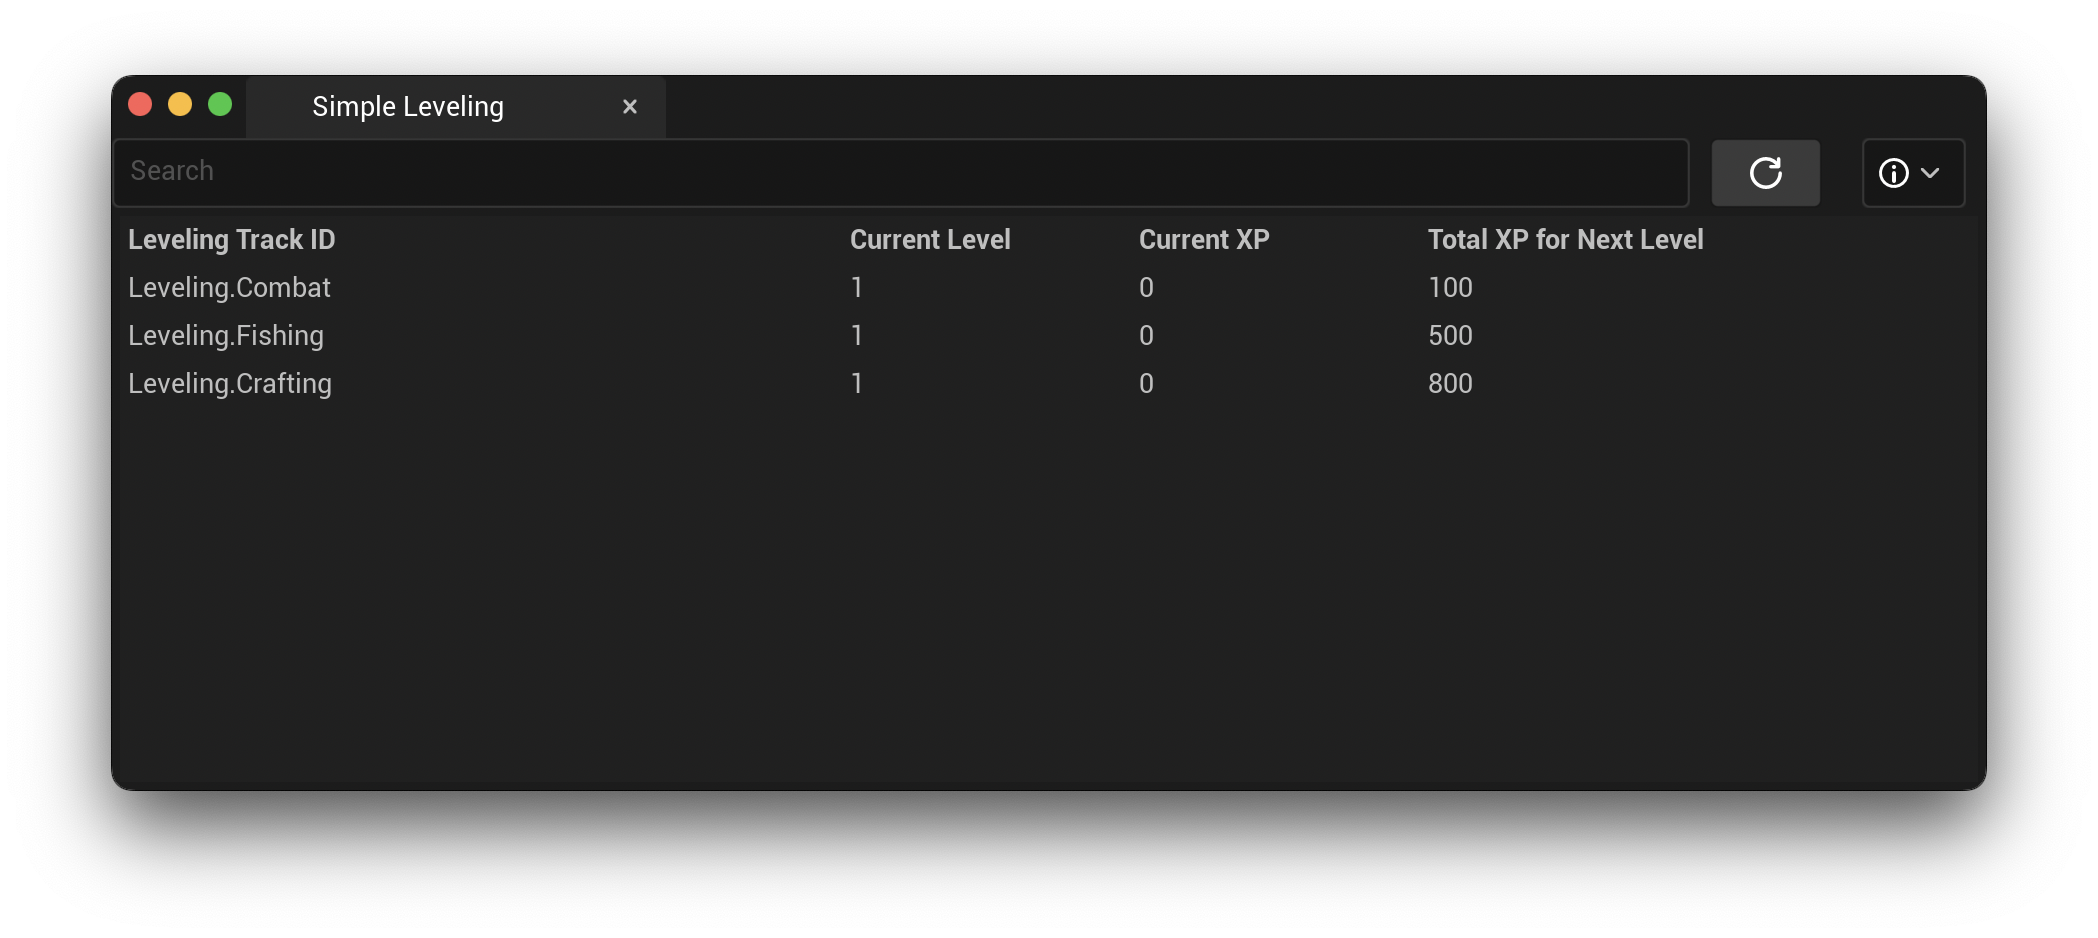 Simple Leveling
Search
Leveling Track ID Current Level Current XP Total XP for Next Level
Leveling.Combat 1 0 100
Leveling.Fishing 1 0 500
Leveling.Crafting 1 0 800